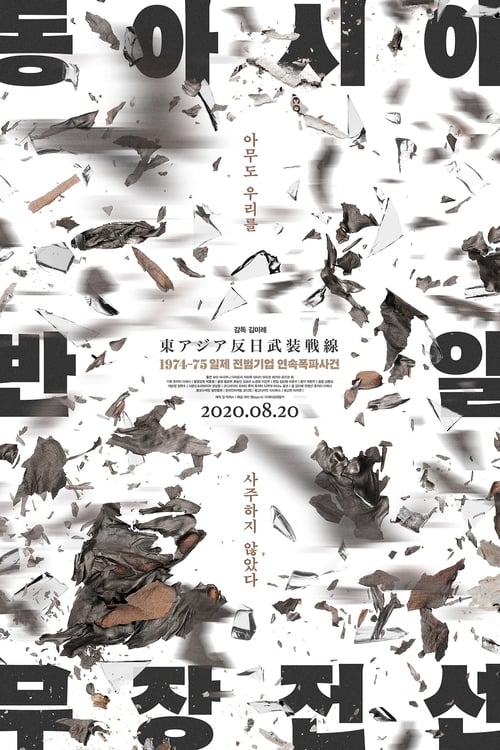 동아시아
아무도 우리를
감독 김미례
東アジア反日武装戦線
반일
1974~75 일제 전범기업 연속폭파사건
2020.08.20
사주하지 않았다
무장전선